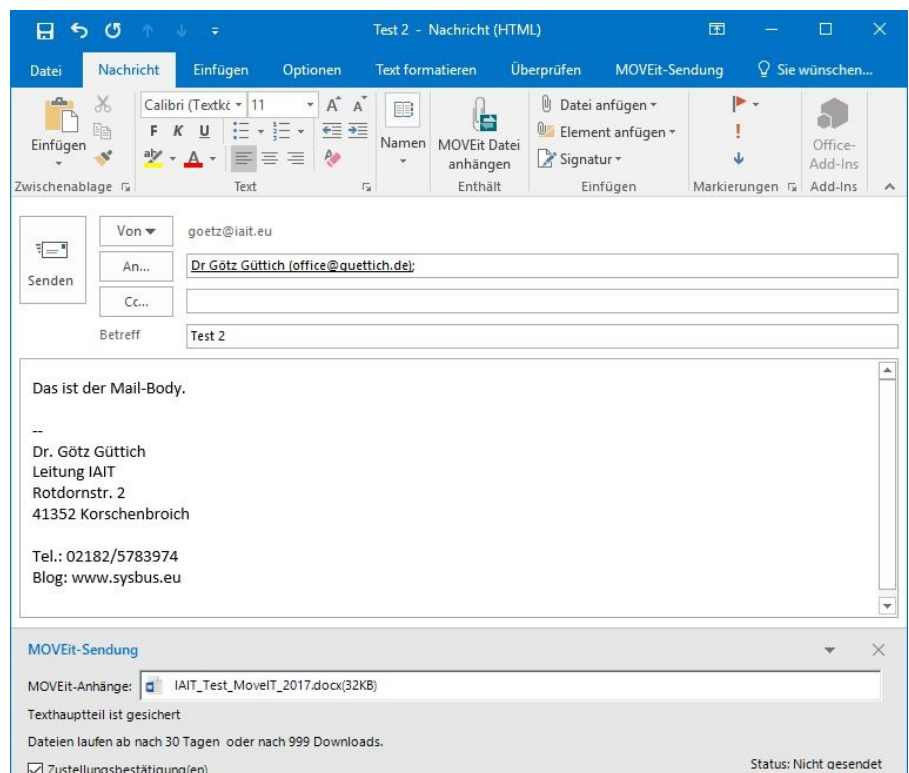 Test 2 - Nachricht (HTML)
Datei Nachricht Einfügen Optionen Text formatieren Überprüfen MOVEit-Sendung Sie wünschen...
Einfügen
Calibri (Textkö 11
F K U
Namen
MOVEit Datei anhängen
Datei anfügen
Element anfügen
Signatur
Office-Add-Ins
Zwischenablage Text Enthält Einfügen Markierungen Add-Ins
Senden
Von goetz@iait.eu
An... Dr Götz Güttich (office@guettich.de);
Cc...
Betreff Test 2
Das ist der Mail-Body.
--
Dr. Götz Güttich
Leitung IAIT
Rotdornstr. 2
41352 Korschenbroich
Tel.: 02182/5783974
Blog: www.sysbus.eu
MOVEit-Sendung
MOVEit-Anhänge: IAIT_Test_MoveIT_2017.docx(32KB)
Texthauptteil ist gesichert
Dateien laufen ab nach 30 Tagen oder nach 999 Downloads.
Zustellungsbestätigung(en)
Status: Nicht gesendet